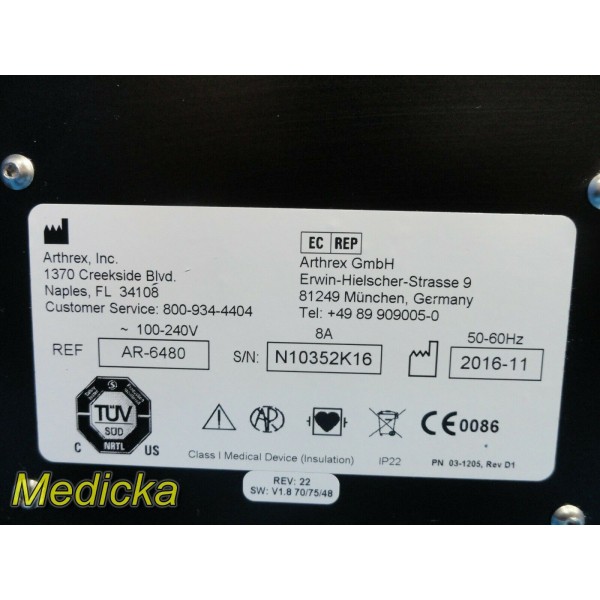 EC REP
Arthrex, Inc.
1370 Creekside Blvd.
Naples, FL 34108
Customer Service: 800-934-4404
Arthrex GmbH
Erwin-Hielscher-Strasse 9
81249 München, Germany
Tel: +49 89 909005-0
~ 100-240V 8A 50-60Hz
REF AR-6480 S/N: N10352K16 2016-11
TÜV
SÜD
NRTL
C US
CE0086
Class I Medical Device (Insulation) IP22 PN 03-1205, Rev D1
REV: 22
SW: V1.8 70/75/48
Medicka